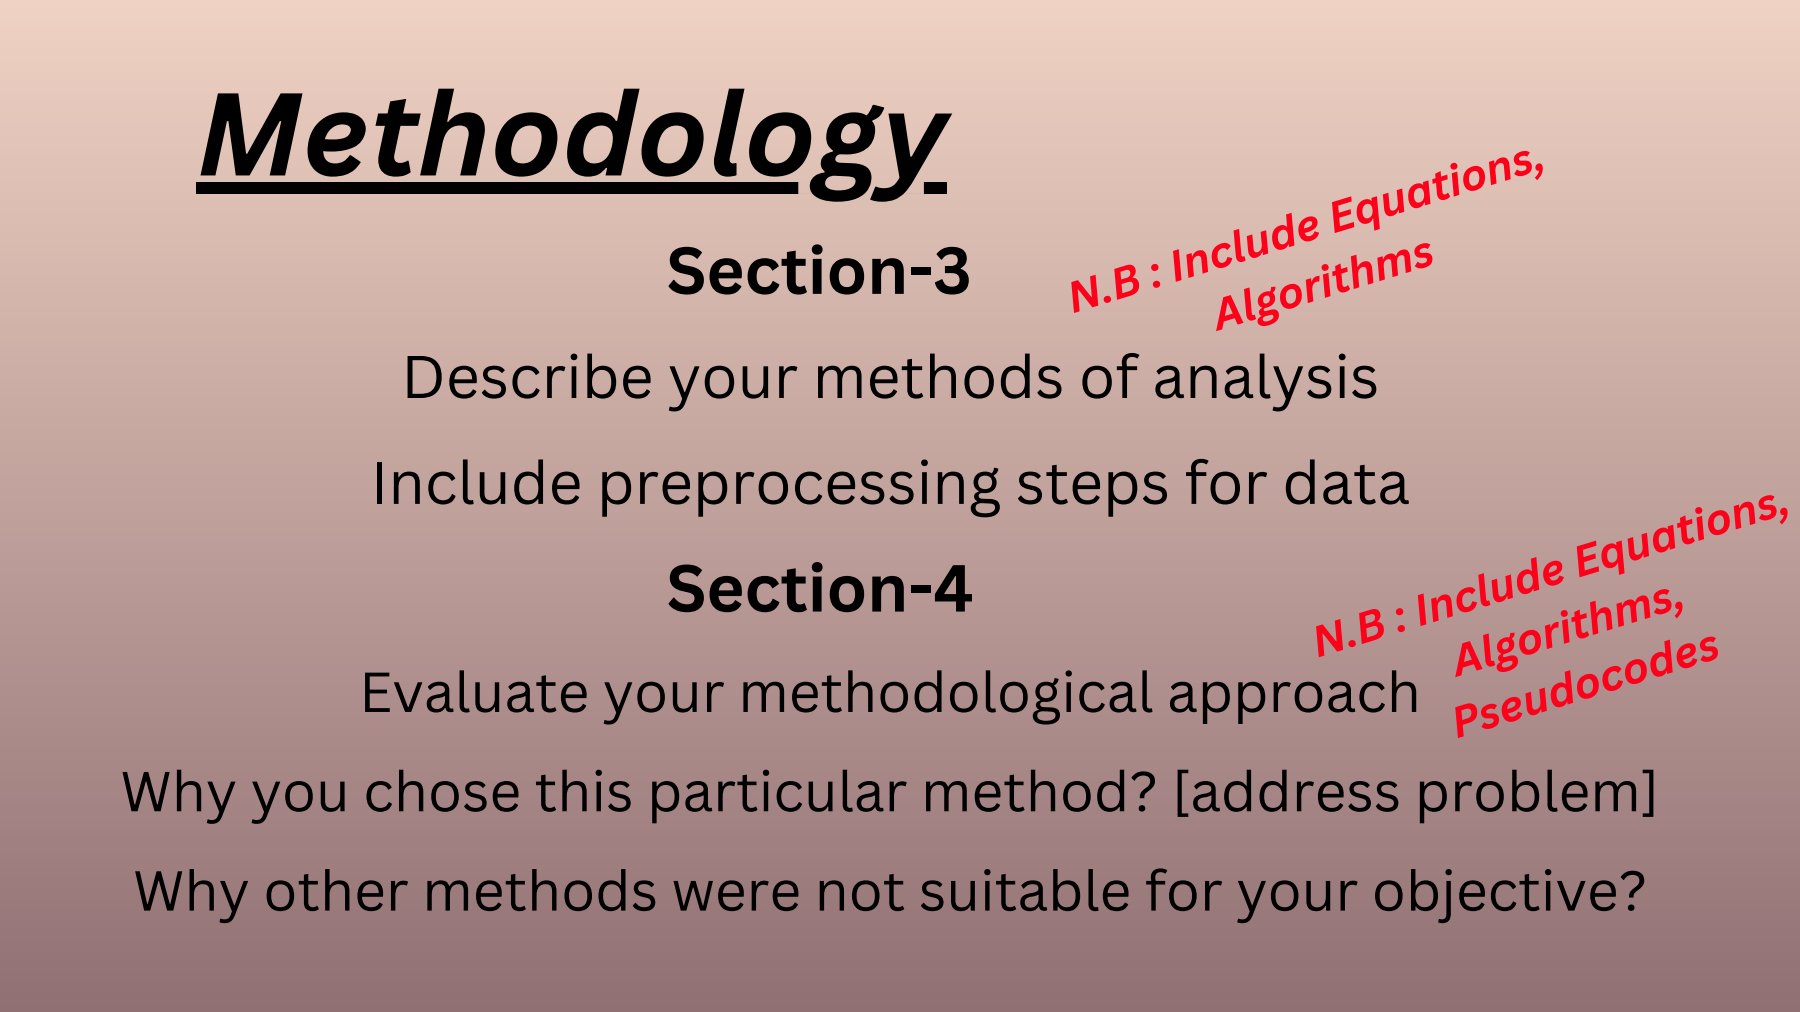 Methodology
Section-3
N.B : Include Equations,
Algorithms
Describe your methods of analysis
Include preprocessing steps for data
Section-4
N.B : Include Equations,
Algorithms,
Pseudocodes
Evaluate your methodological approach
Why you chose this particular method? [address problem]
Why other methods were not suitable for your objective?